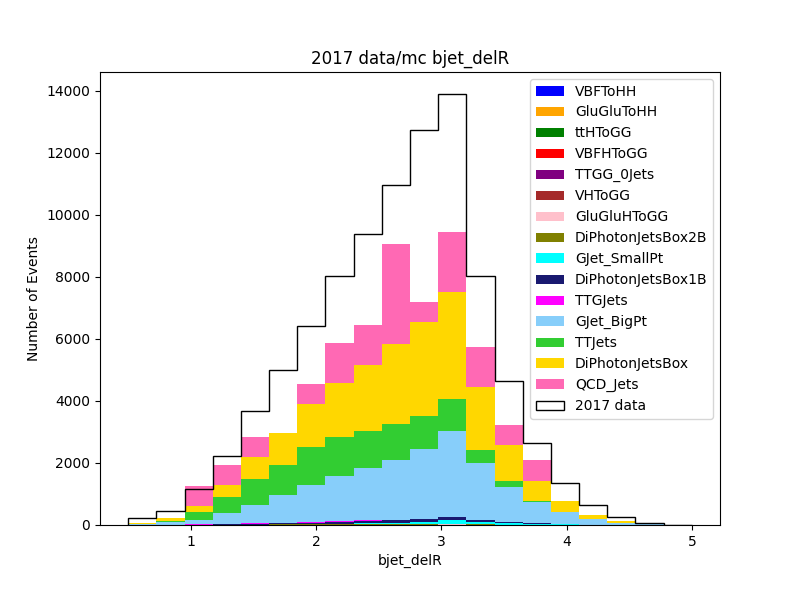 2017 data/mc bjet_delR
Number of Events
14000
12000
10000
8000
6000
4000
2000
0
1
2
3
4
5
bjet_delR
VBFToHH
GluGluToHH
ttHToGG
VBFHToGG
TTGG_0Jets
VHToGG
GluGluHToGG
DiPhotonJetsBox2B
GJet_SmallPt
DiPhotonJetsBox1B
TTGJets
GJet_BigPt
TTJets
DiPhotonJetsBox
QCD_Jets
2017 data